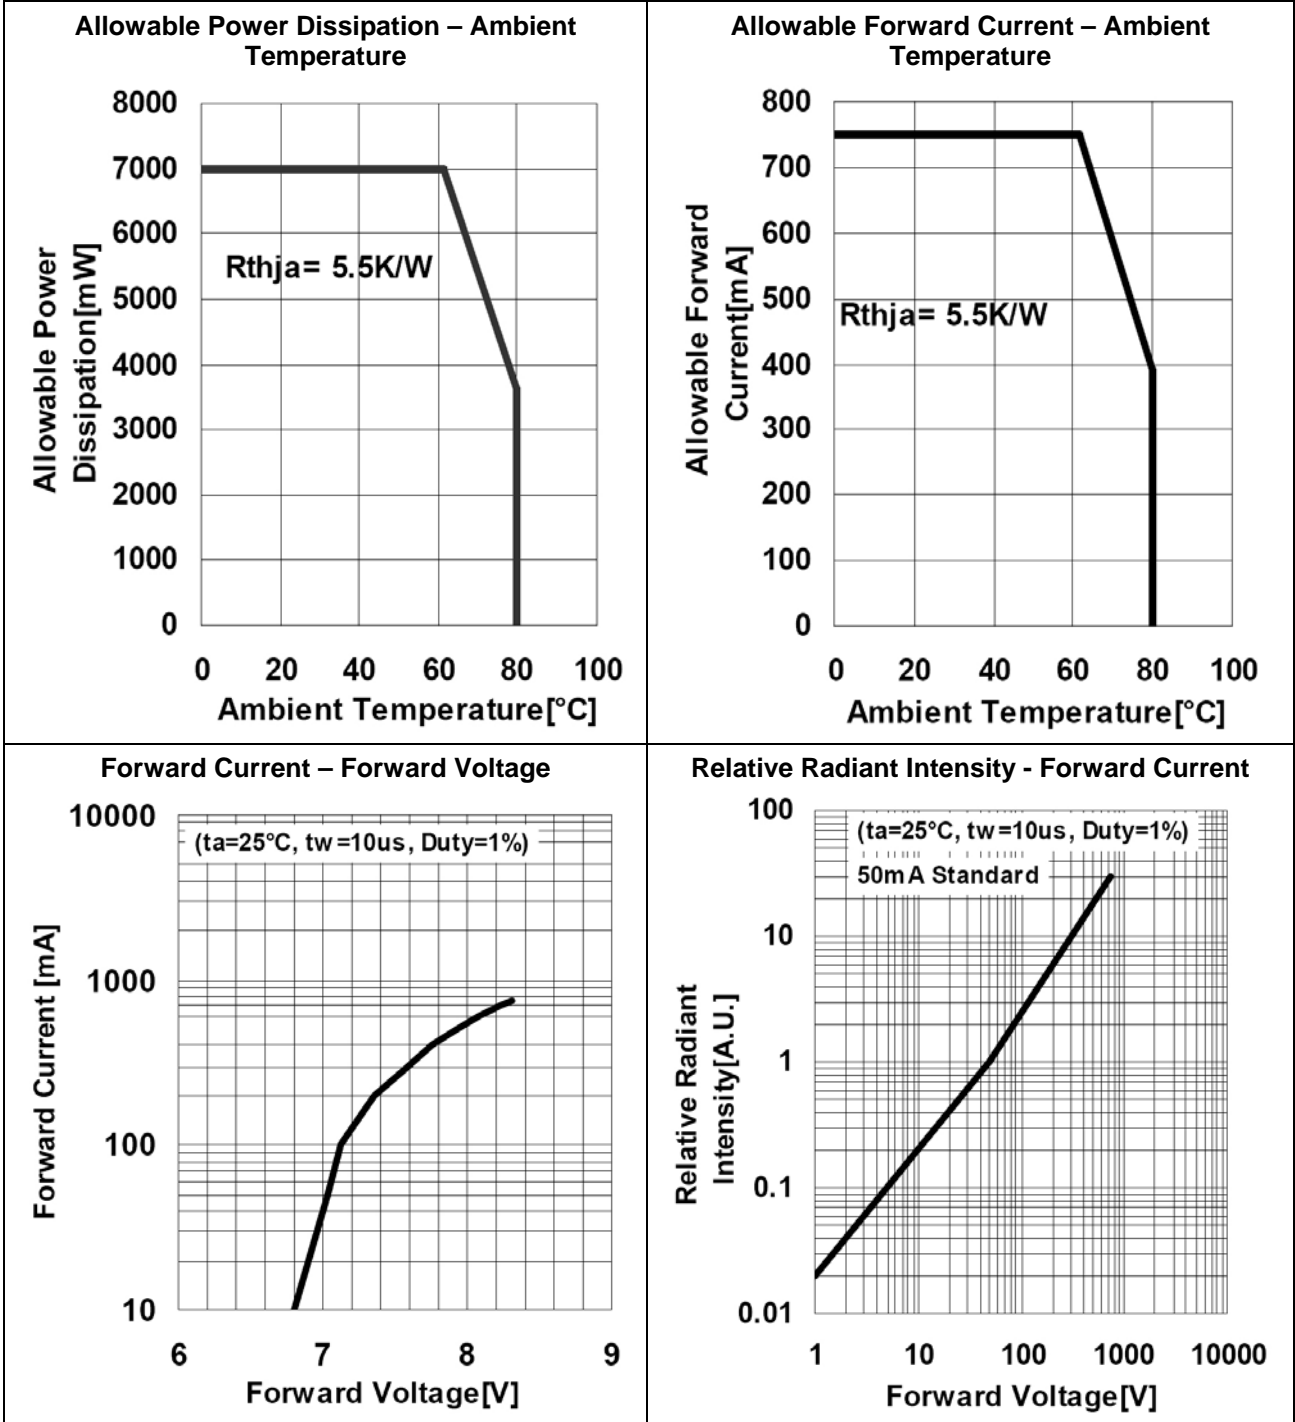 Allowable Power Dissipation – Ambient
Temperature
8000
7000
6000
5000
4000
3000
2000
1000
0
Allowable Power
Dissipation[mW]
Rthja= 5.5K/W
0 20 40 60 80 100
Ambient Temperature[°C]
Allowable Forward Current – Ambient
Temperature
800
700
600
500
400
300
200
100
0
Allowable Forward
Current[mA]
Rthja= 5.5K/W
0 20 40 60 80 100
Ambient Temperature[°C]
Forward Current – Forward Voltage
10000
1000
100
10
Forward Current [mA]
(ta=25°C, tw=10us, Duty=1%)
6 7 8 9
Forward Voltage[V]
Relative Radiant Intensity - Forward Current
100
10
1
0.1
0.01
Relative Radiant
Intensity[A.U.]
(ta=25°C, tw=10us, Duty=1%)
50mA Standard
1 10 100 1000 10000
Forward Voltage[V]